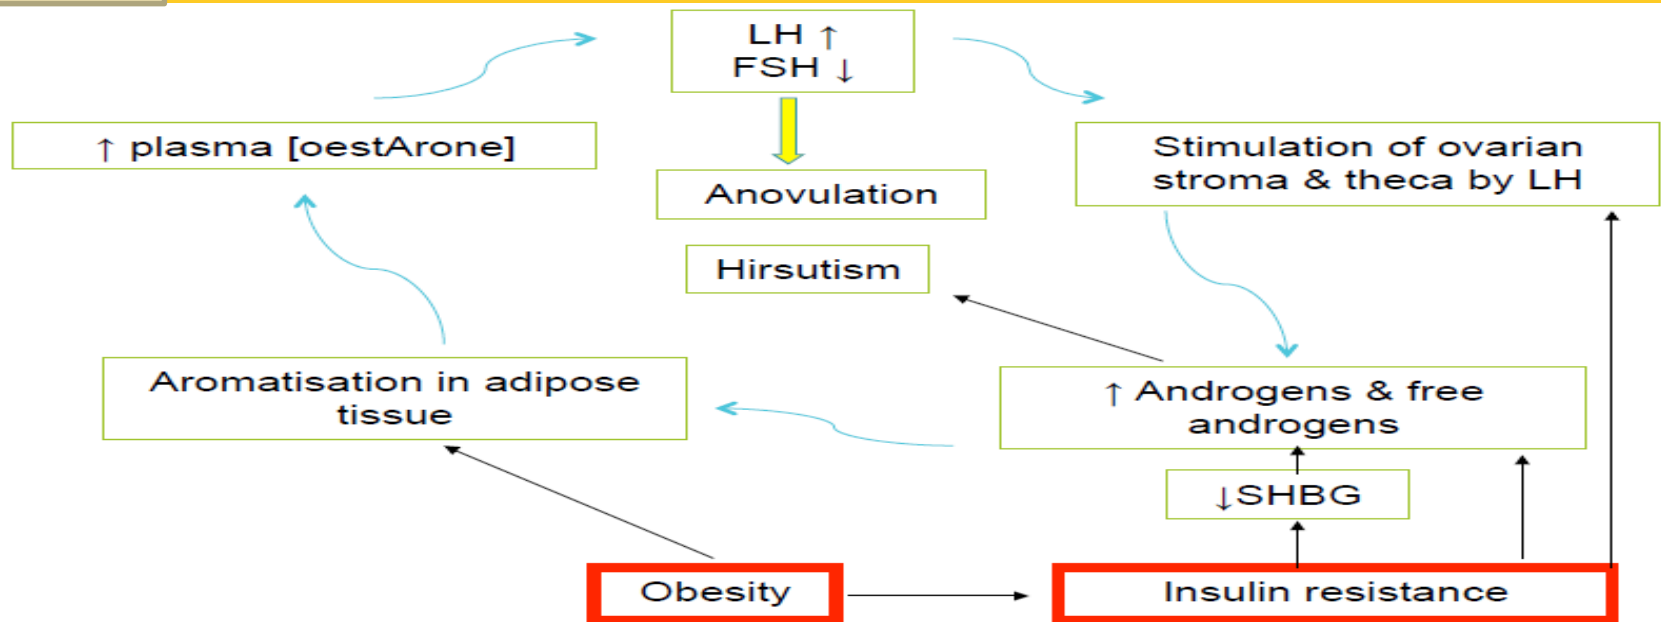 LH ↑
FSH ↓
↑ plasma [oestArone]
Stimulation of ovarian
stroma & theca by LH
Anovulation
Hirsutism
Aromatisation in adipose
tissue
↑ Androgens & free
androgens
↓SHBG
Obesity
Insulin resistance